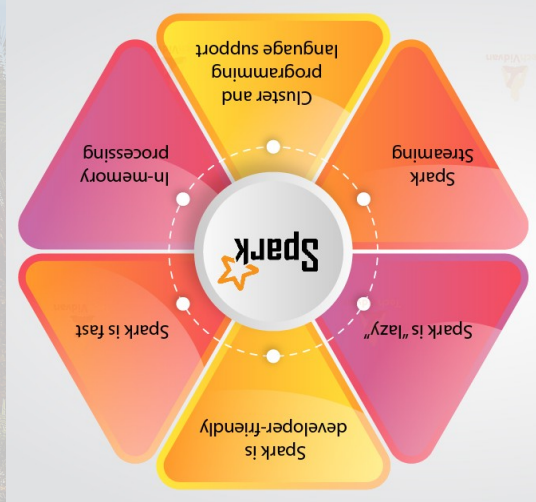 Spark is
developer-friendly
Spark is "lazy"
Spark is fast
Spark
Spark
Streaming
In-memory
processing
Cluster and
programming
language support